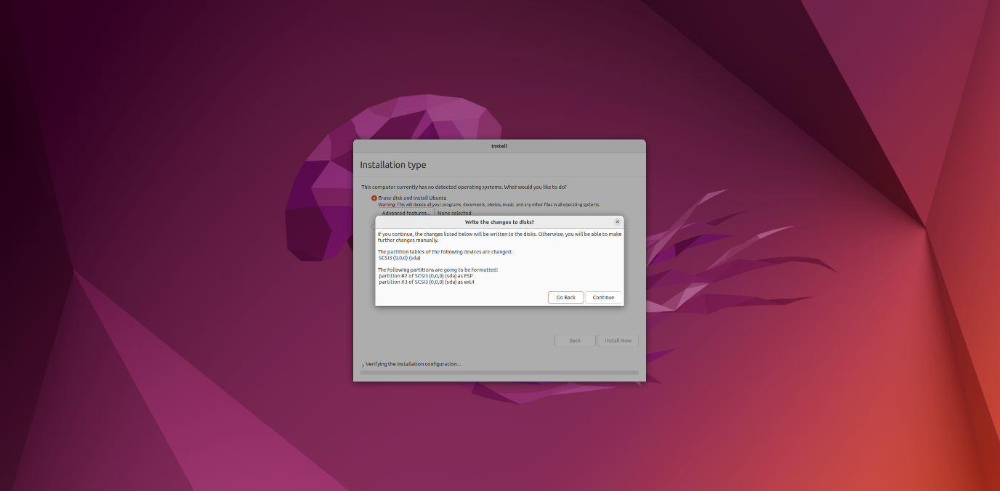 Install
Installation type
This computer currently has no detected operating systems. What would you like to do?
Erase disk and install Ubuntu
Warning: This will delete all your programs, documents, photos, music, and any other files in all operating systems.
Advanced features... None selected
Write the changes to disks?
If you continue, the changes listed below will be written to the disks. Otherwise, you will be able to make
further changes manually.
The partition tables of the following devices are changed:
SCSI3 (0,0,0) (sda)
The following partitions are going to be formatted:
partition #2 of SCSI3 (0,0,0) (sda) as ESP
partition #3 of SCSI3 (0,0,0) (sda) as ext4
Go Back Continue
Back Install Now
Verifying the installation configuration...